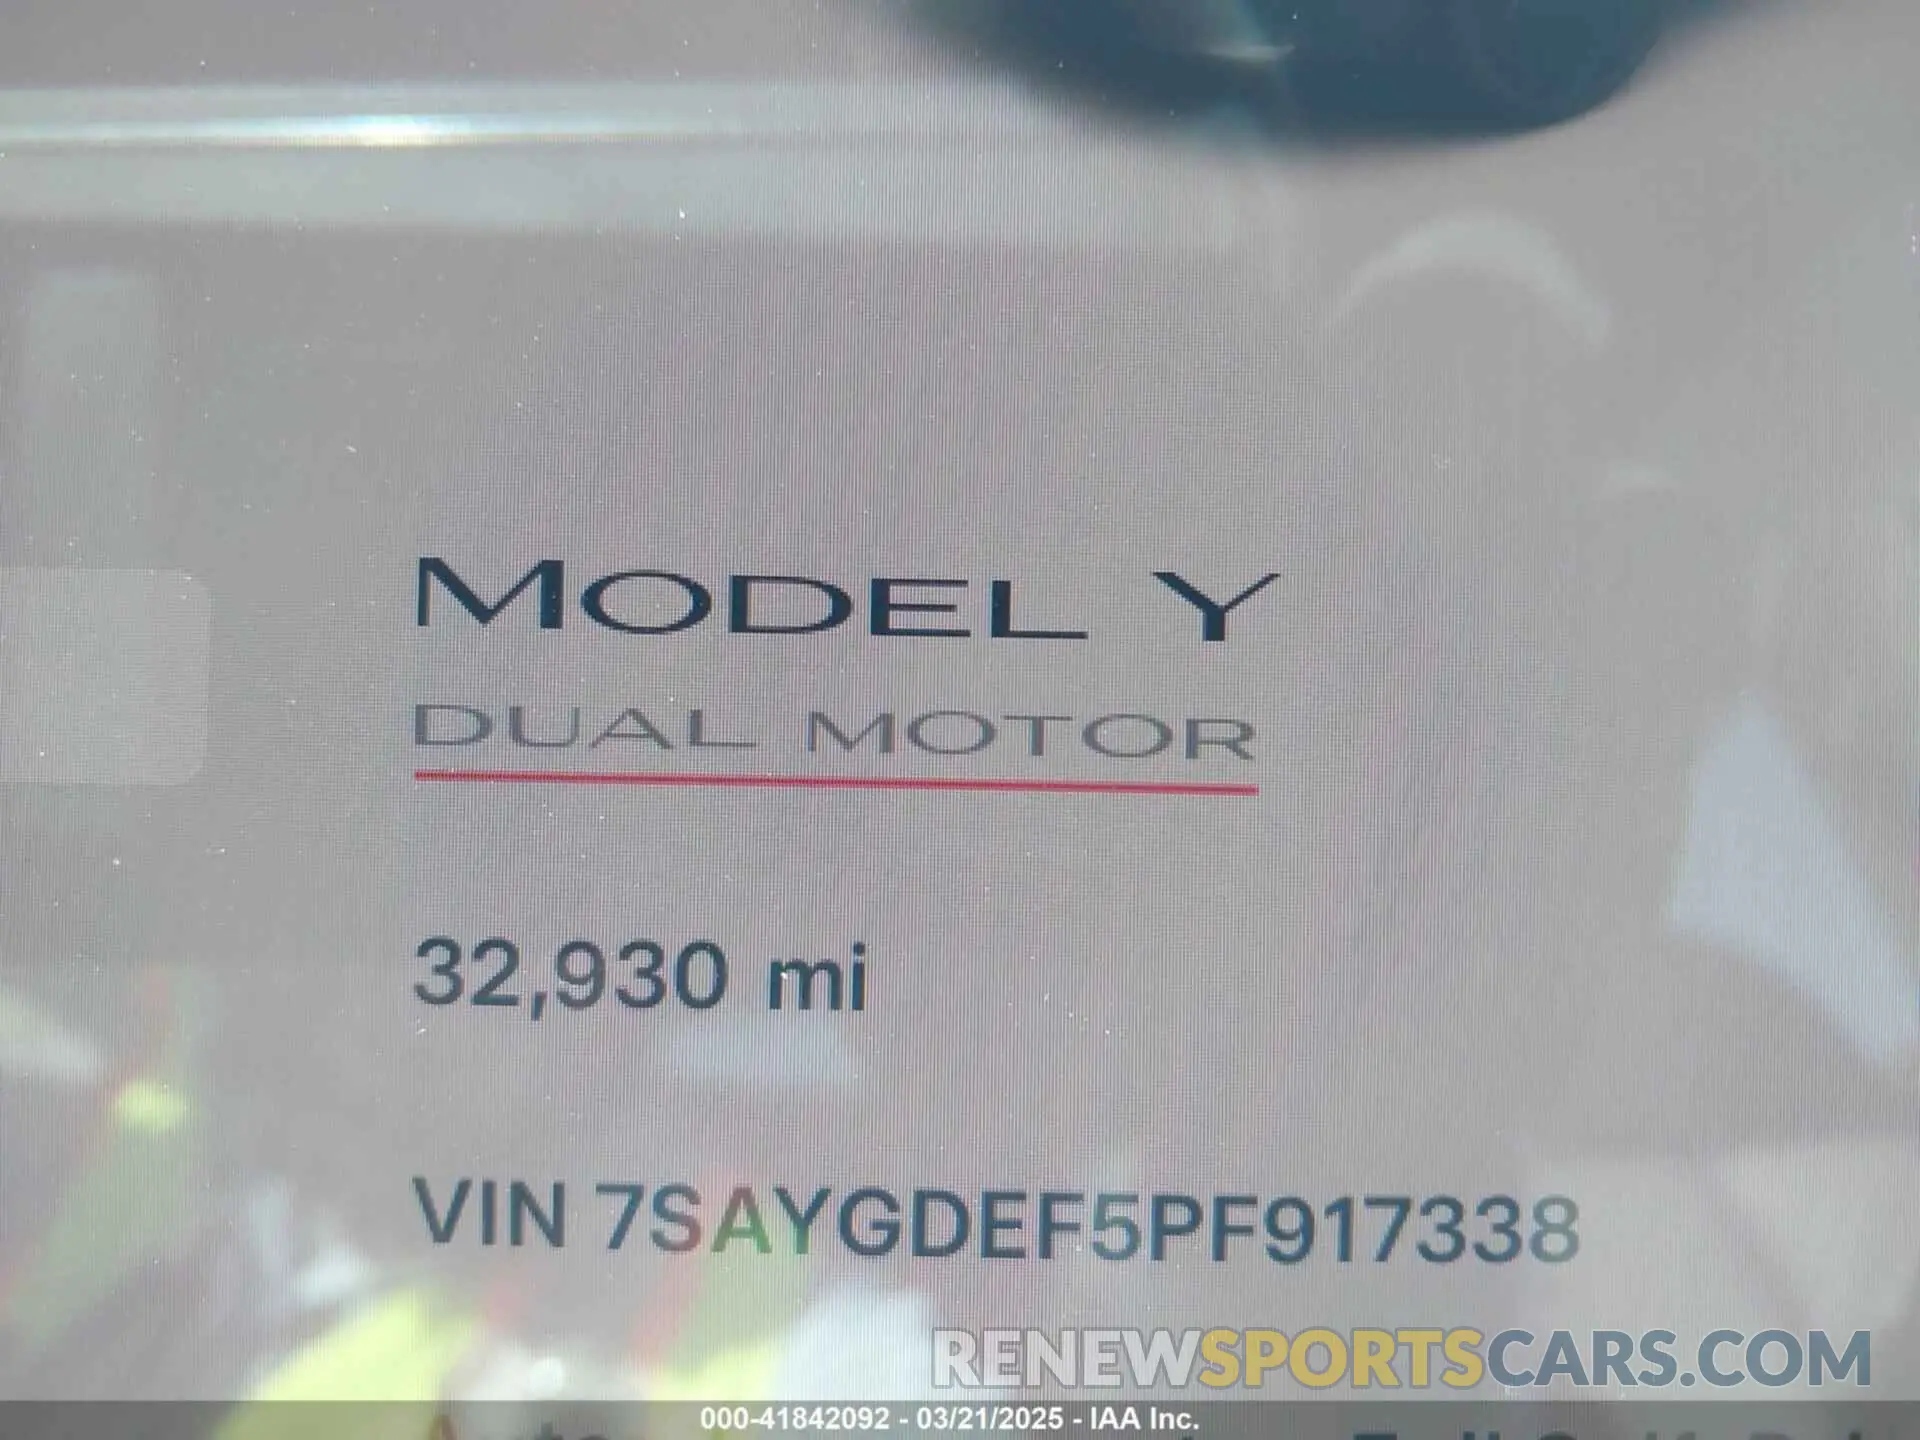 MODEL Y
DUAL MOTOR
32,930 mi
VIN 7SAYGDEF5PF917338
RENEWSPORTSCARS.COM
000-41842092 - 03/21/2025 - IAA Inc.